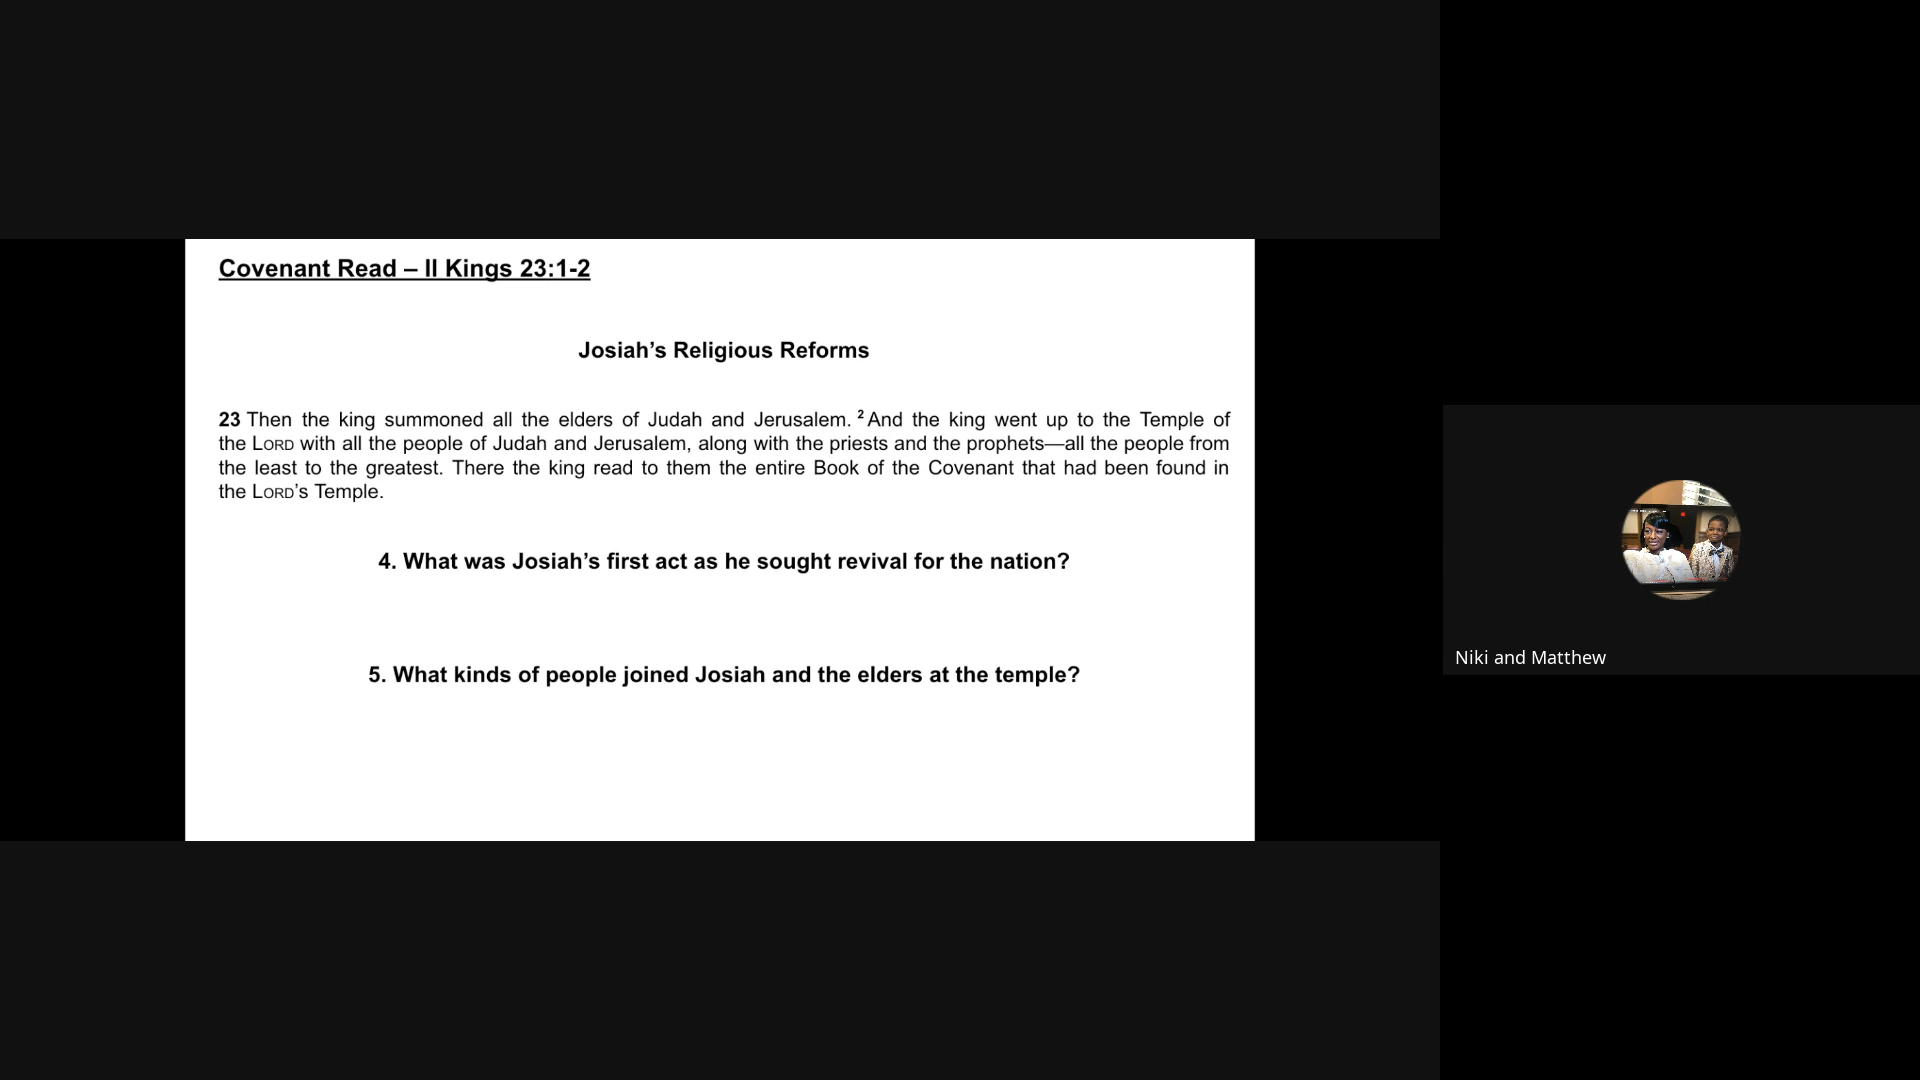 Covenant Read – II Kings 23:1-2
Josiah’s Religious Reforms
23 Then the king summoned all the elders of Judah and Jerusalem. 2 And the king went up to the Temple of
the LORD with all the people of Judah and Jerusalem, along with the priests and the prophets—all the people from
the least to the greatest. There the king read to them the entire Book of the Covenant that had been found in
the LORD’s Temple.
4. What was Josiah’s first act as he sought revival for the nation?
5. What kinds of people joined Josiah and the elders at the temple?
Niki and Matthew